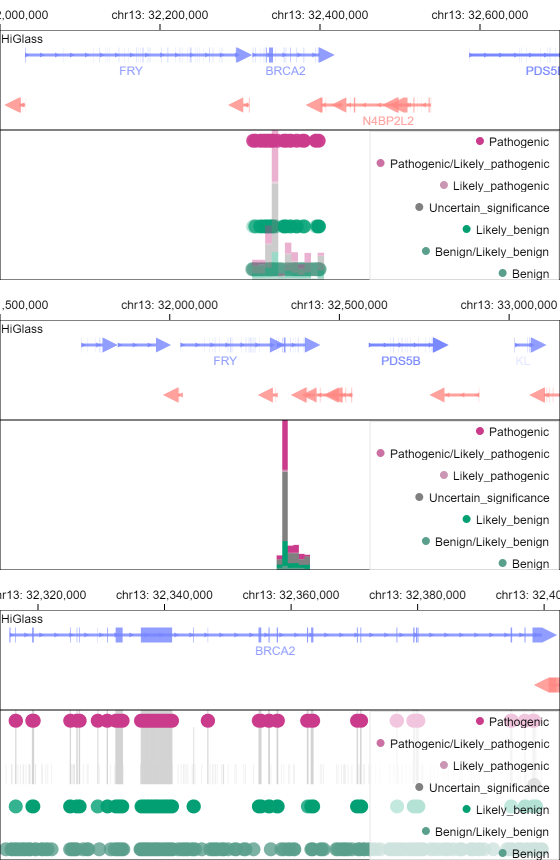 2,000,000 chr13: 32,200,000 chr13: 32,400,000 chr13: 32,600,000
HiGlass
FRY BRCA2 PDS5
N4BP2L2
Pathogenic
Pathogenic/Likely_pathogenic
Likely_pathogenic
Uncertain_significance
Likely_benign
Benign/Likely_benign
Benign
,500,000 chr13: 32,000,000 chr13: 32,500,000 chr13: 33,000,000
HiGlass
FRY PDS5B KL
Pathogenic
Pathogenic/Likely_pathogenic
Likely_pathogenic
Uncertain_significance
Likely_benign
Benign/Likely_benign
Benign
hr13: 32,320,000 chr13: 32,340,000 chr13: 32,360,000 chr13: 32,380,000 chr13: 32,40
HiGlass
BRCA2
Pathogenic
Pathogenic/Likely_pathogenic
Likely_pathogenic
Uncertain_significance
Likely_benign
Benign/Likely_benign
Benign